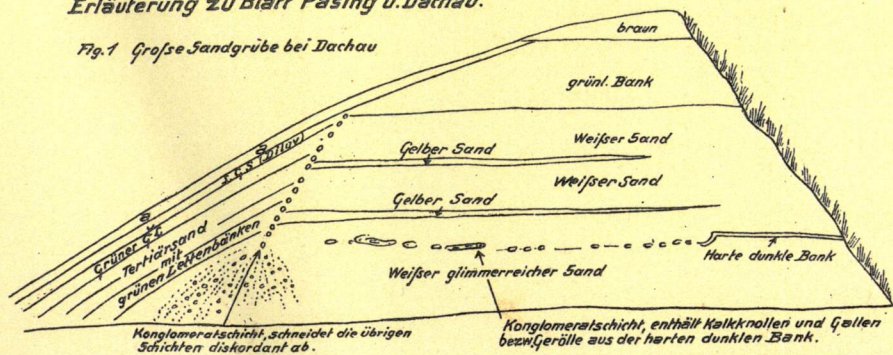 Erläuterung zu Blatt Pasing u. Dachau.
Fig. 1 Große Sandgrube bei Dachau
braun
grünl. Bank
Weißer Sand
Gelber Sand
Weißer Sand
Gelber Sand
(Diluv)
Grüner
Tertiärsand
mit
grünen Lettenbänken
Harte dunkle Bank
Weißer glimmerreicher Sand
Konglomeratschicht, schneidet die übrigen
Schichten diskordant ab.
Konglomeratschicht, enthält Kalkknollen und Gallen
bezw. Gerölle aus der harten dunklen Bank.